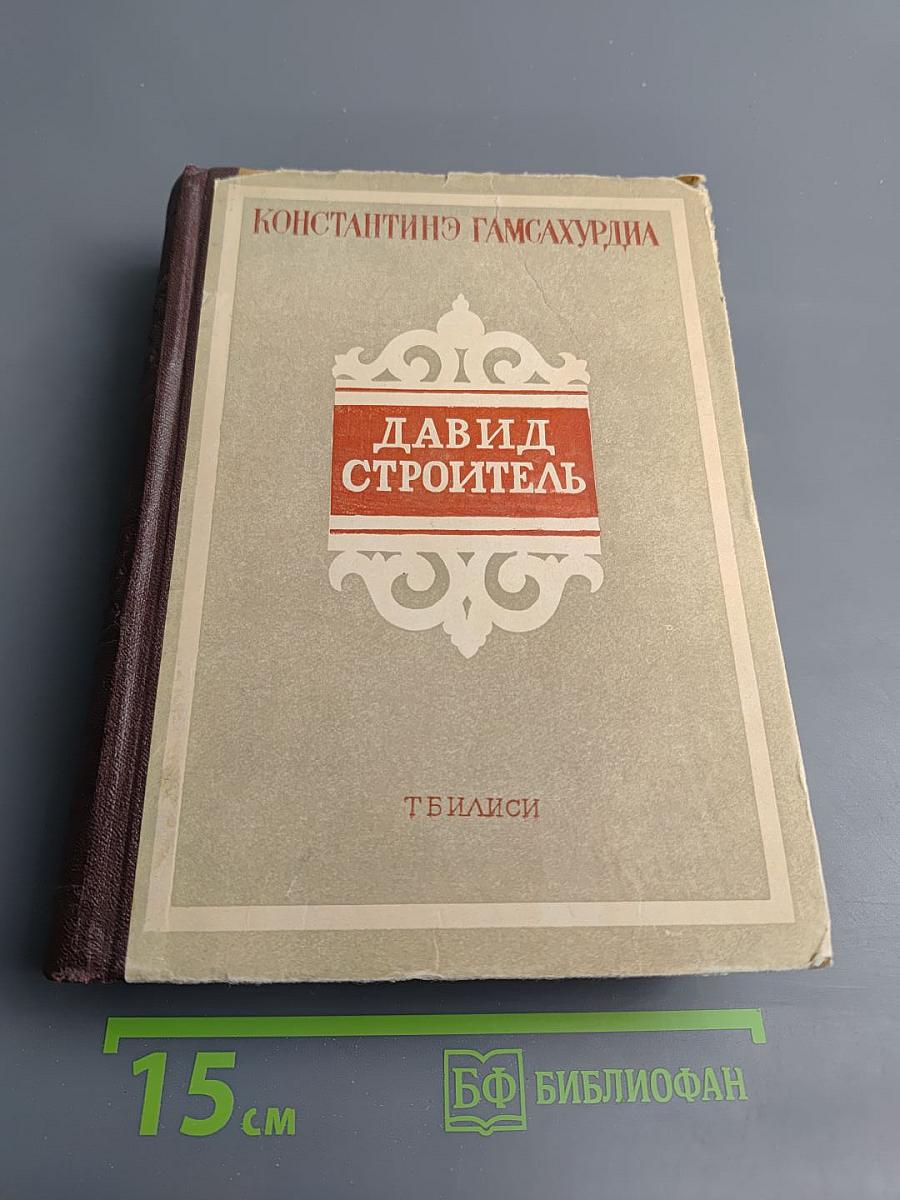 КОНСТАНТИНЭ ГАМСАХУРДИА
ДАВИД
СТРОИТЕЛЬ
ТБИЛИСИ
15 см
БФ БИБЛИОФАН